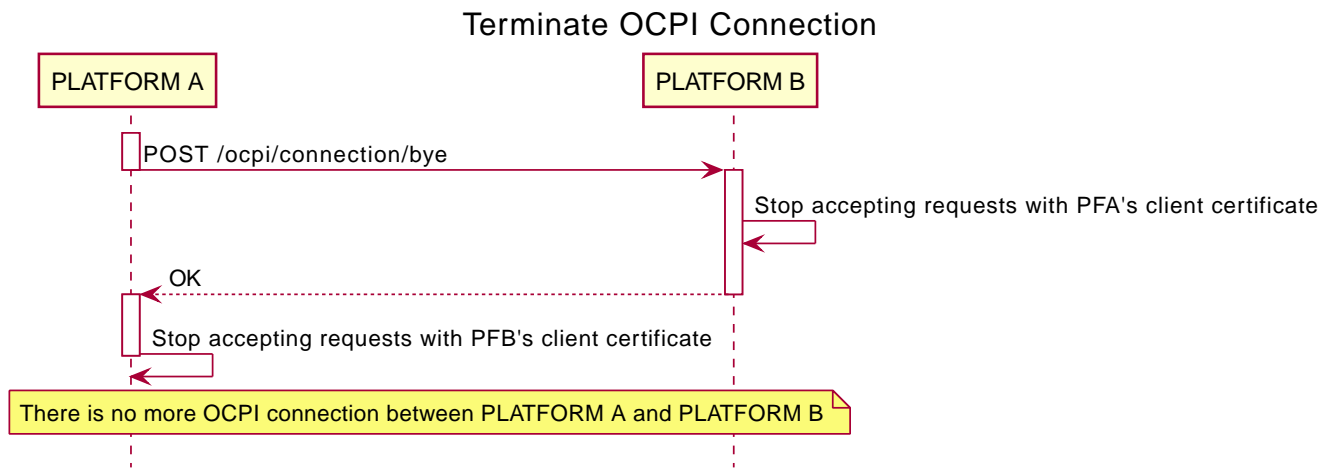 Terminate OCPI Connection
PLATFORM A
PLATFORM B
POST /ocpi/connection/bye
Stop accepting requests with PFA's client certificate
OK
Stop accepting requests with PFB's client certificate
There is no more OCPI connection between PLATFORM A and PLATFORM B